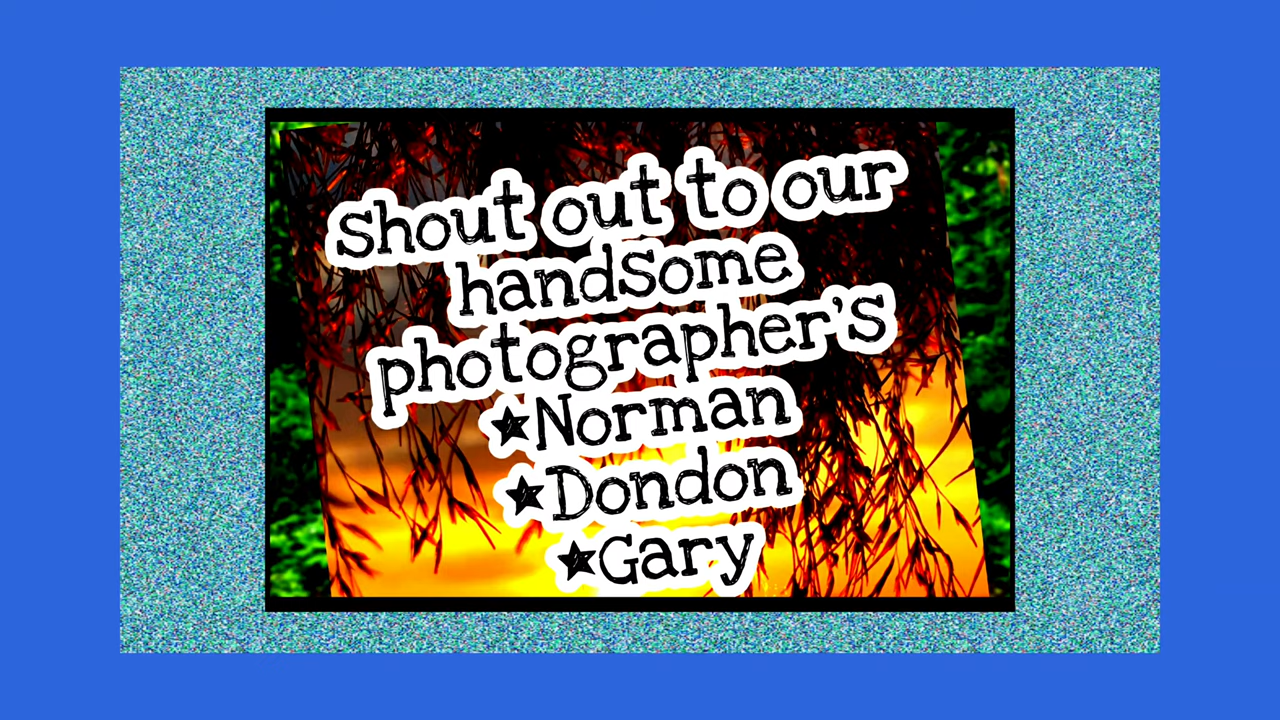 shout out to our
handsome
photographer's
★Norman
★Dondon
★Gary